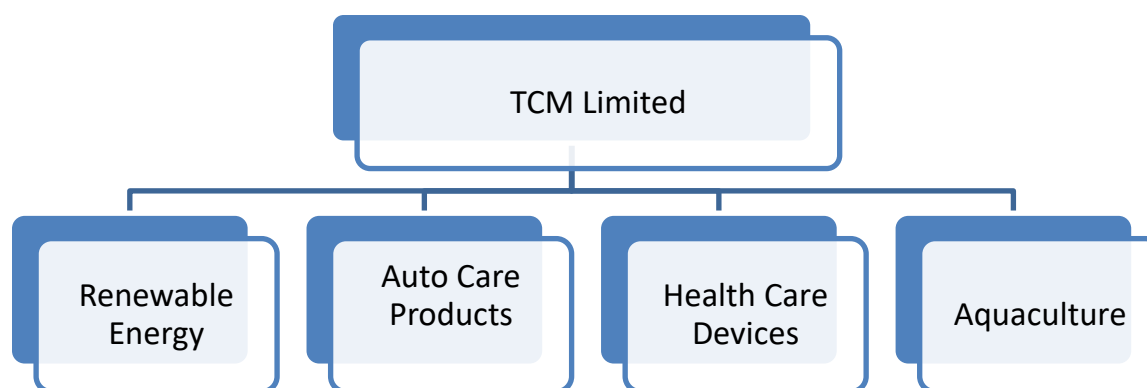 TCM Limited
Renewable
Energy
Auto Care
Products
Health Care
Devices
Aquaculture